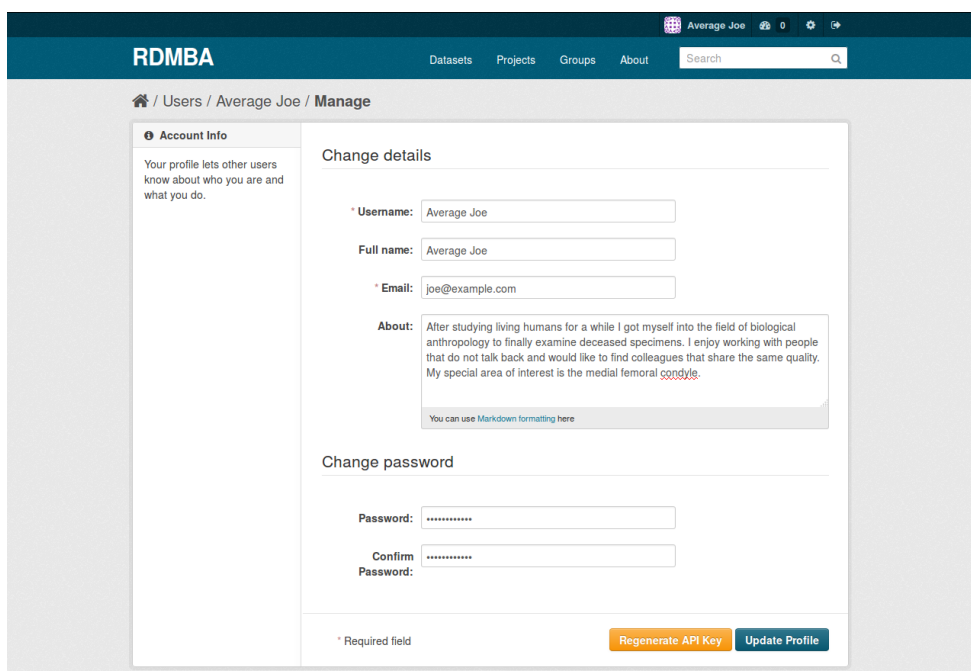 Average Joe 0
RDMBA Datasets Projects Groups About Search
/ Users / Average Joe / Manage
Account Info
Your profile lets other users
know about who you are and
what you do.
Change details
* Username: Average Joe
Full name: Average Joe
* Email: joe@example.com
About: After studying living humans for a while I got myself into the field of biological
anthropology to finally examine deceased specimens. I enjoy working with people
that do not talk back and would like to find colleagues that share the same quality.
My special area of interest is the medial femoral condyle.
You can use Markdown formatting here
Change password
Password: ••••••••••••
Confirm ••••••••••••
Password:
* Required field Regenerate API Key Update Profile